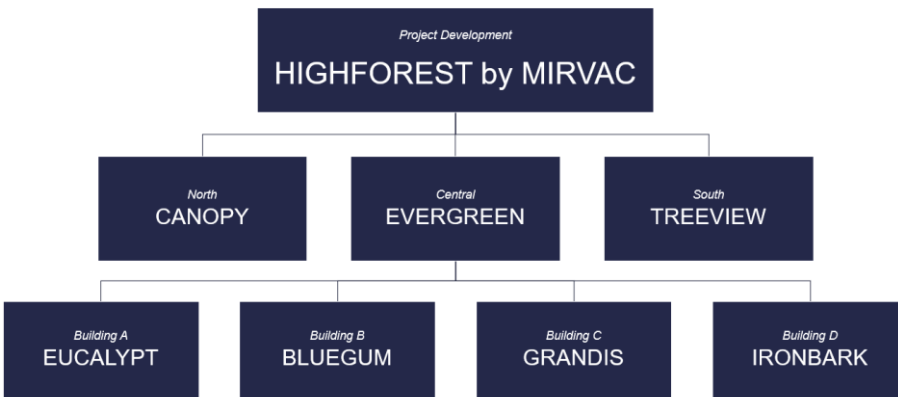 Project Development
HIGHFOREST by MIRVAC
North
CANOPY
Central
EVERGREEN
South
TREEVIEW
Building A
EUCALYPT
Building B
BLUEGUM
Building C
GRANDIS
Building D
IRONBARK